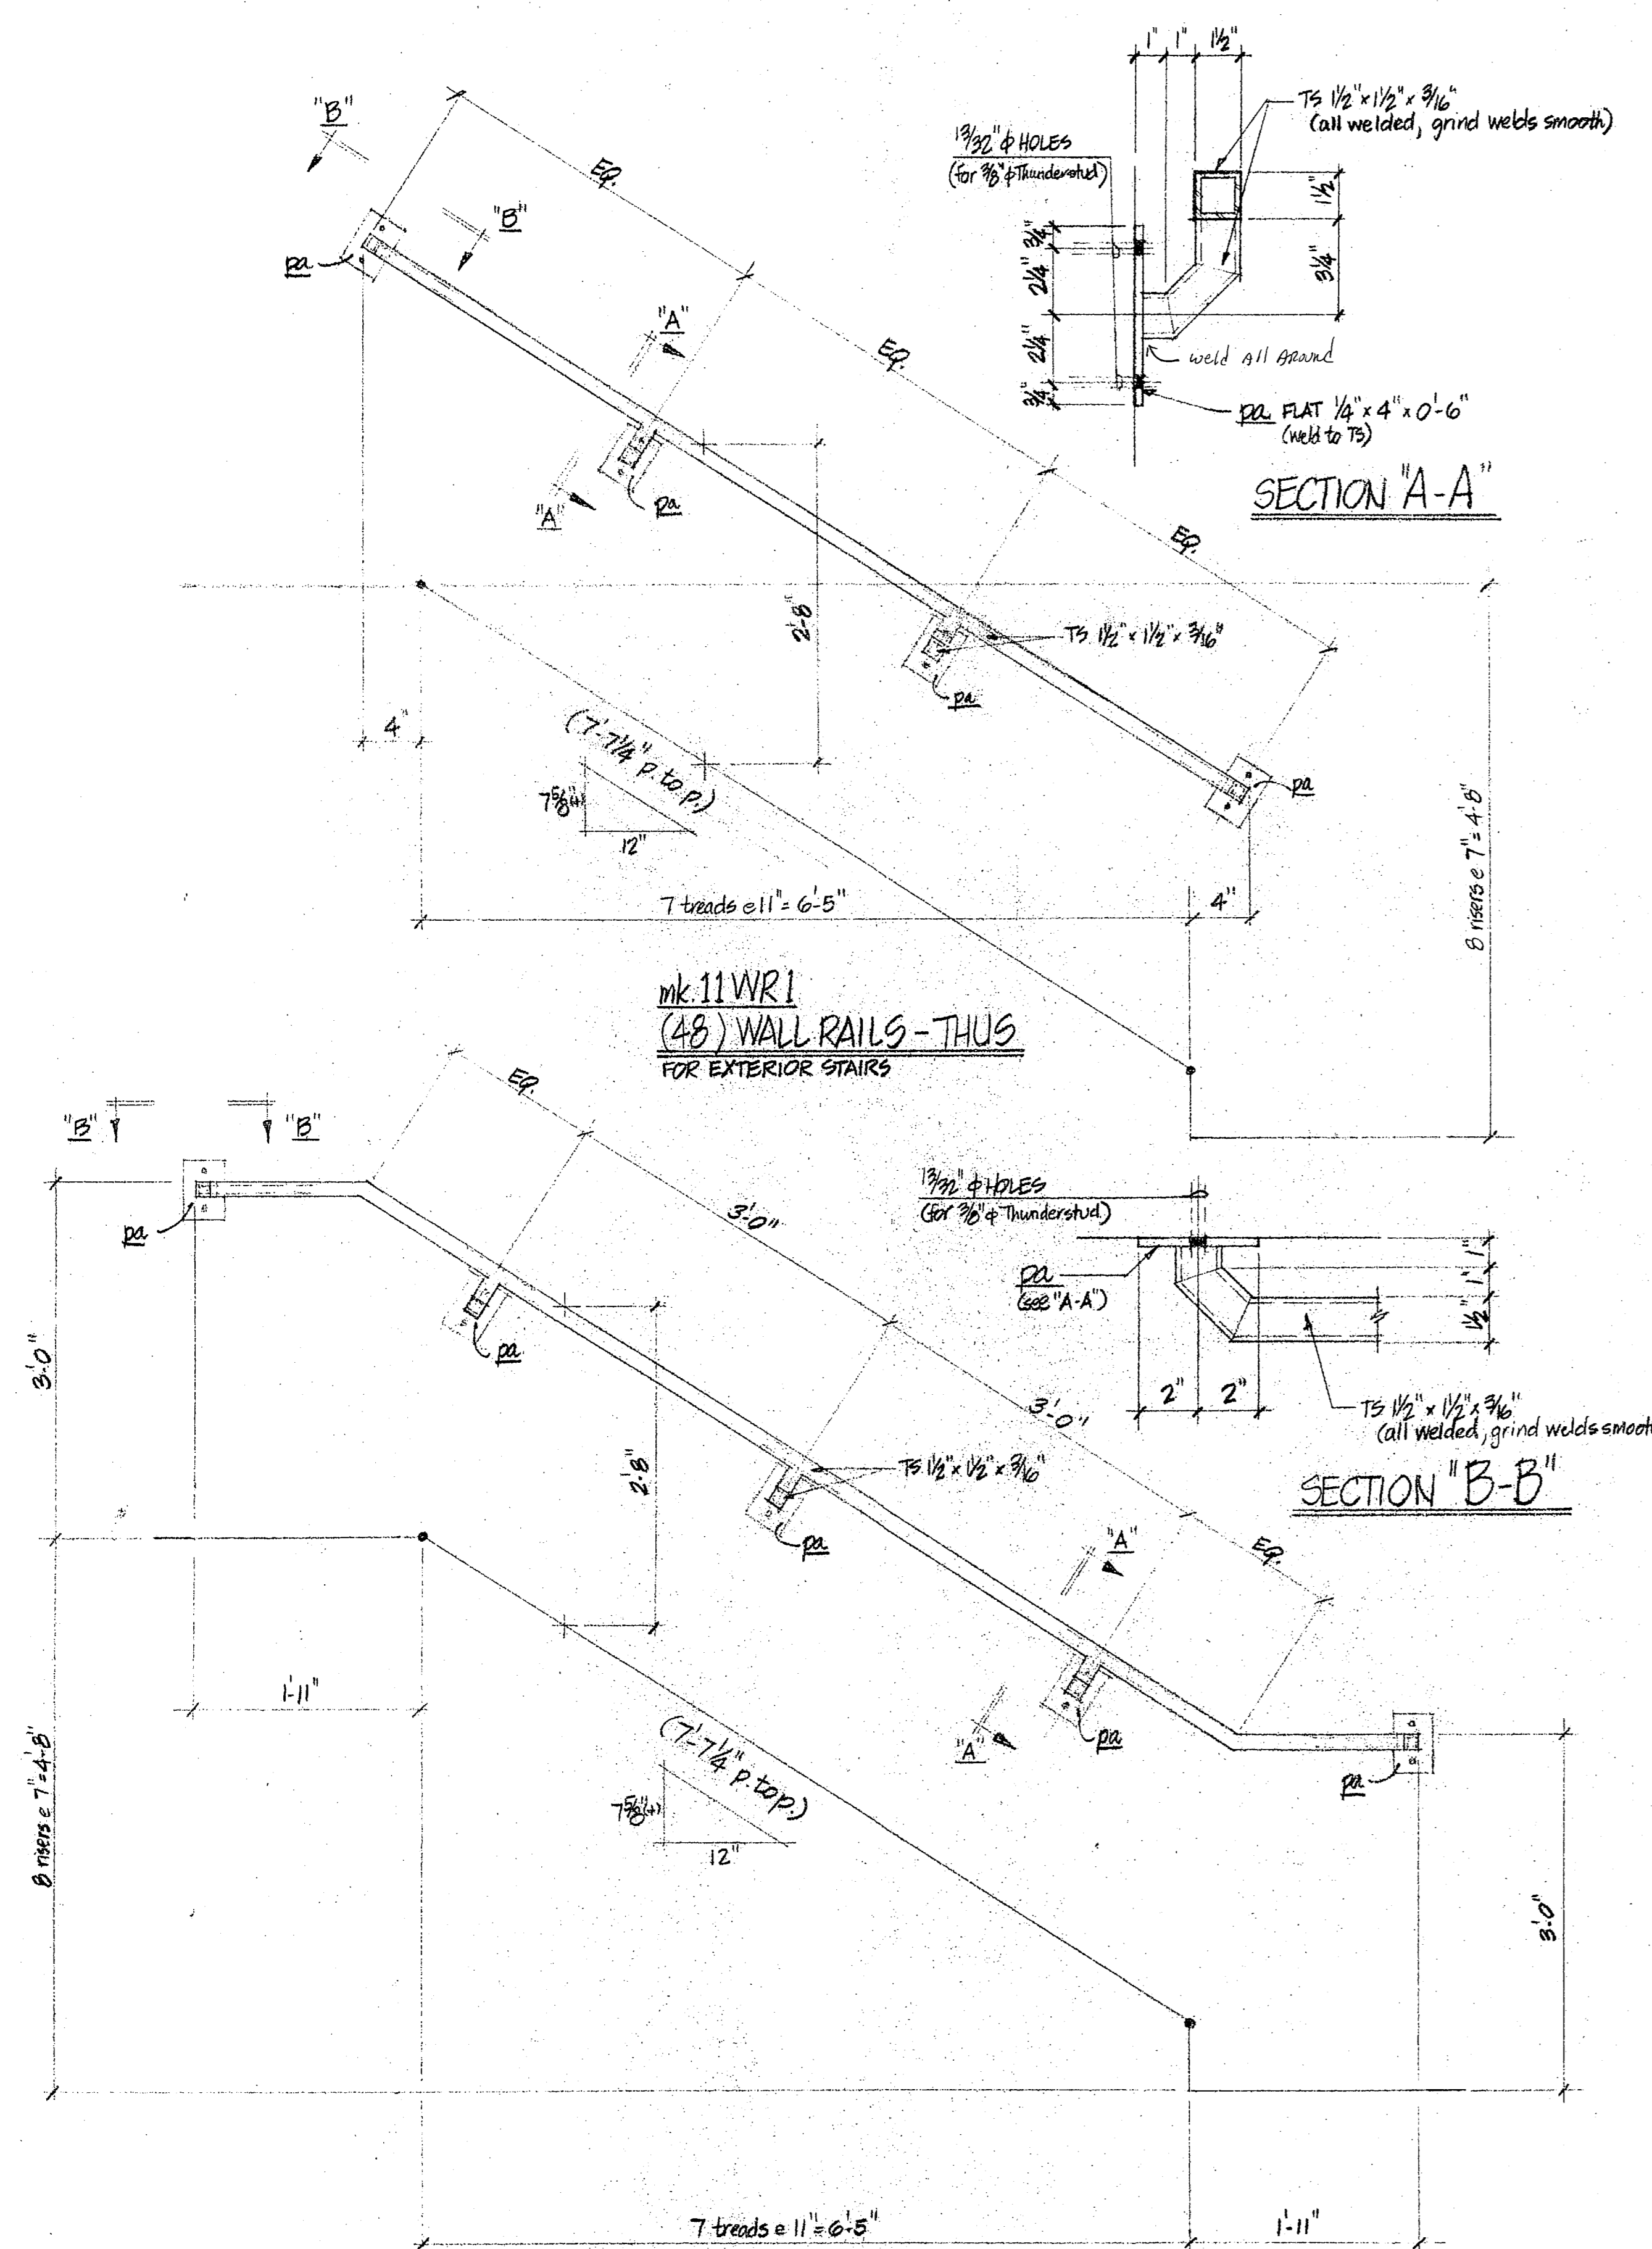 "B"
"B"
EQ.
pa
"A"
EQ.
"A"
pa
EQ.
2'-8"
TS 1½" x 1½" x 3/16"
pa
pa
4"
(7'-7¼" p. to p.)
7⅝"(+)
12"
7 treads @ 11" = 6'-5"
4"
8 risers @ 7" = 4'-8"
1" 1" 1½"
TS 1½" x 1½" x 3/16"
(all welded, grind welds smooth)
13/32" φ HOLES
(for 3/8" φ Thunderstud)
1½"
3¼"
¾"
2¼"
2¼"
¾"
weld All Around
pa FLAT ¼" x 4" x 0'-6"
(weld to TS)
SECTION "A-A"
mk. 11WR1
(48) WALL RAILS - THUS
FOR EXTERIOR STAIRS
"B"
"B"
EQ.
pa
3'-0"
pa
3'-0"
3'-0"
2'-8"
TS 1½" x 1½" x 3/16"
pa
"A"
EQ.
"A"
pa
pa
1'-11"
(7'-7¼" p. to p.)
7⅝"(+)
12"
8 risers @ 7" = 4'-8"
3'-0"
7 treads @ 11" = 6'-5"
1'-11"
13/32" φ HOLES
(for 3/8" φ Thunderstud)
pa
(see "A-A")
1"
1"
1½"
2" 2"
TS 1½" x 1½" x 3/16"
(all welded, grind welds smoot
SECTION "B-B"